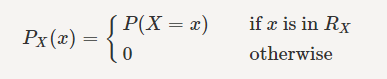 P_X(x) = { P(X = x) if x is in R_X
0 otherwise